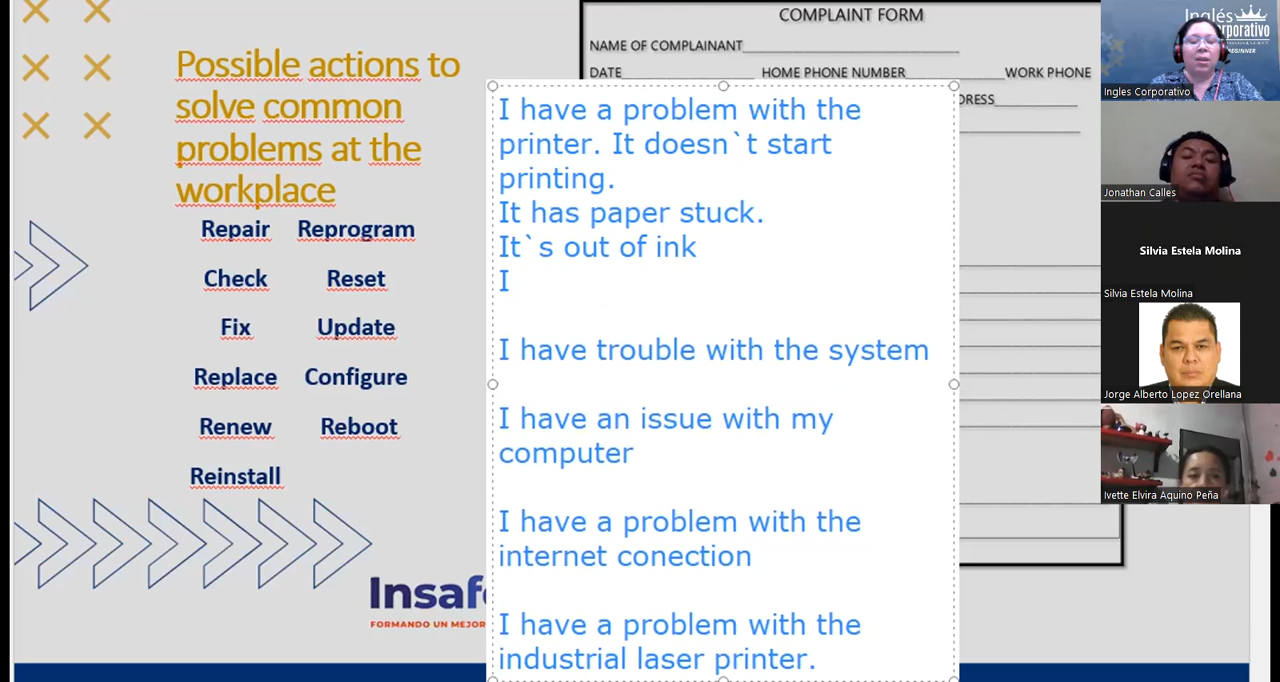 Possible actions to
solve common
problems at the
workplace
Repair Reprogram
Check Reset
Fix Update
Replace Configure
Renew Reboot
Reinstall
FORMANDO UN MEJOR
COMPLAINT FORM
NAME OF COMPLAINANT
DATE HOME PHONE NUMBER WORK PHONE
I have a problem with the
printer. It doesn`t start
printing.
It has paper stuck.
It`s out of ink
I
I have trouble with the system
I have an issue with my
computer
I have a problem with the
internet conection
I have a problem with the
industrial laser printer.
Inglés
Corporativo
Ingles Corporativo
Jonathan Calles
Silvia Estela Molina
Silvia Estela Molina
Jorge Alberto Lopez Orellana
Ivette Elvira Aquino Peña